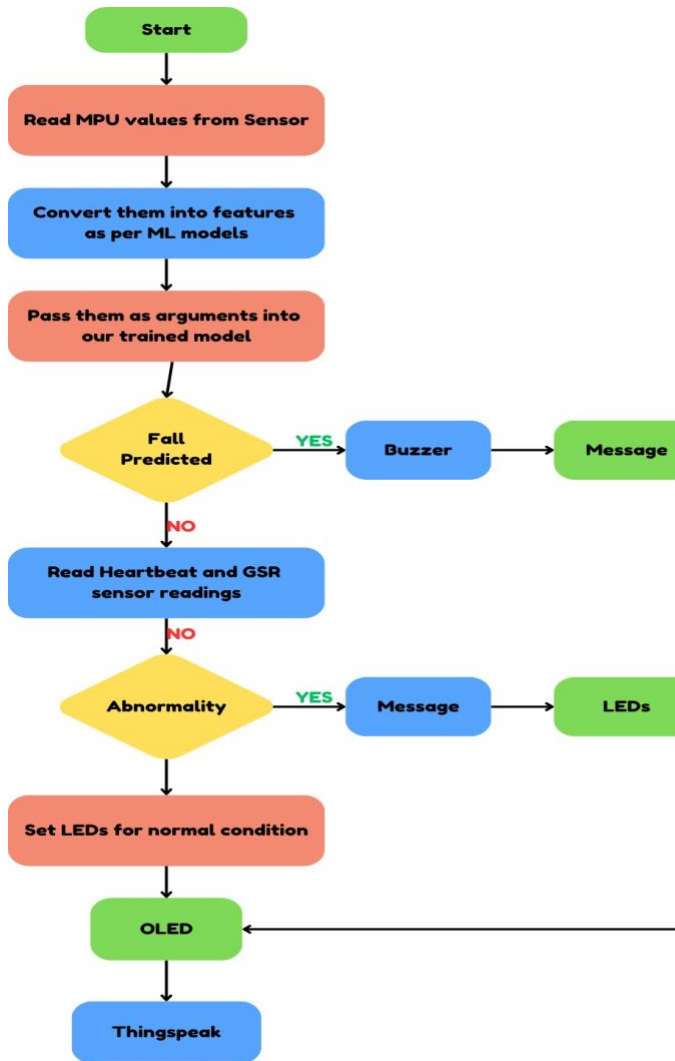 Start
Read MPU values from Sensor
Convert them into features
as per ML models
Pass them as arguments into
our trained model
Fall
Predicted
YES
Buzzer
Message
NO
Read Heartbeat and GSR
sensor readings
NO
Abnormality
YES
Message
LEDs
Set LEDs for normal condition
OLED
Thingspeak